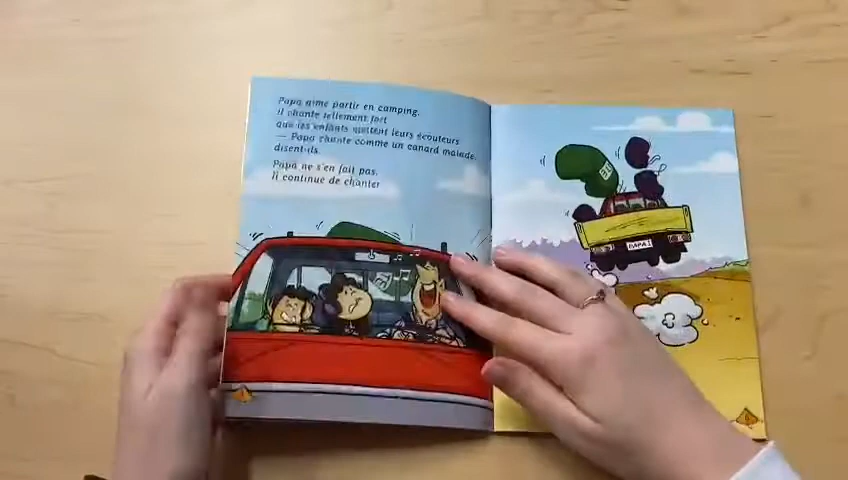 Papa aime partir en camping.
Il chante tellement fort
que les enfants mettent leurs écouteurs.
— Papa chante comme un canard malade,
disent-ils.
Papa ne s'en fait pas.
Il continue de chanter
PAPA 1